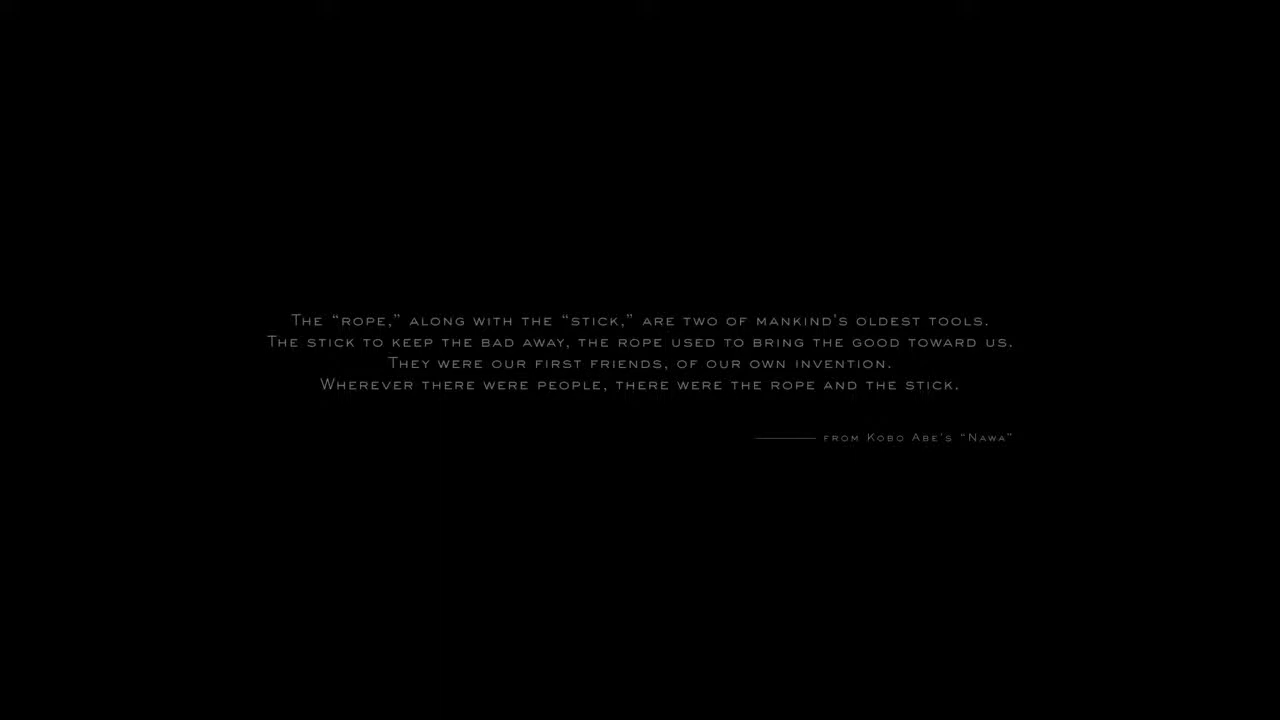 The “rope,” along with the “stick,” are two of mankind's oldest tools.
The stick to keep the bad away, the rope used to bring the good toward us.
They were our first friends, of our own invention.
Wherever there were people, there were the rope and the stick.
——— from Kobo Abe's “Nawa”